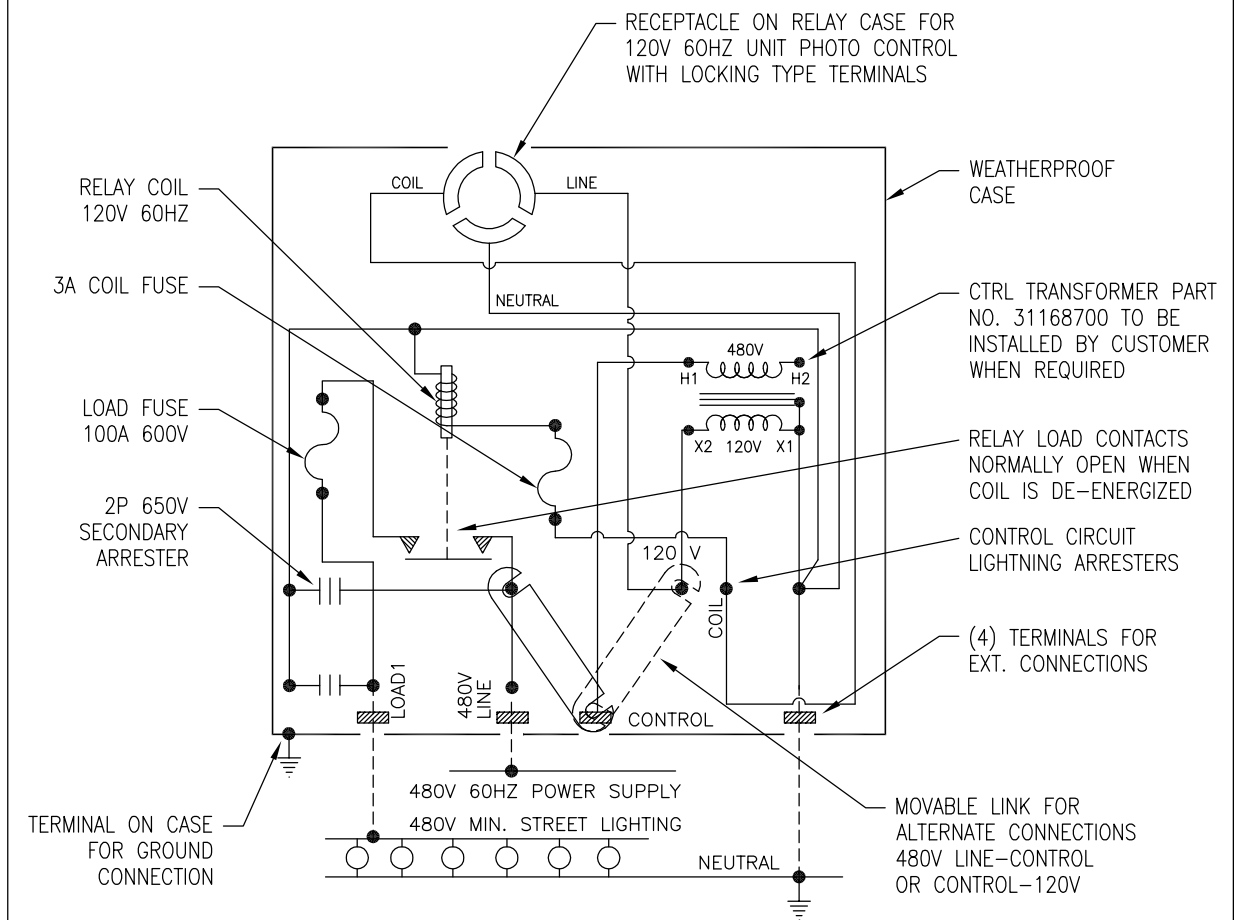 RECEPTACLE ON RELAY CASE FOR
120V 60HZ UNIT PHOTO CONTROL
WITH LOCKING TYPE TERMINALS
RELAY COIL
120V 60HZ
COIL
LINE
WEATHERPROOF
CASE
3A COIL FUSE
NEUTRAL
CTRL TRANSFORMER PART
NO. 31168700 TO BE
INSTALLED BY CUSTOMER
WHEN REQUIRED
480V
H1
H2
LOAD FUSE
100A 600V
X2
120V
X1
RELAY LOAD CONTACTS
NORMALLY OPEN WHEN
COIL IS DE-ENERGIZED
2P 650V
SECONDARY
ARRESTER
120 V
COIL
CONTROL CIRCUIT
LIGHTNING ARRESTERS
(4) TERMINALS FOR
EXT. CONNECTIONS
LOAD1
480V
LINE
CONTROL
480V 60HZ POWER SUPPLY
480V MIN. STREET LIGHTING
NEUTRAL
TERMINAL ON CASE
FOR GROUND
CONNECTION
MOVABLE LINK FOR
ALTERNATE CONNECTIONS
480V LINE-CONTROL
OR CONTROL-120V